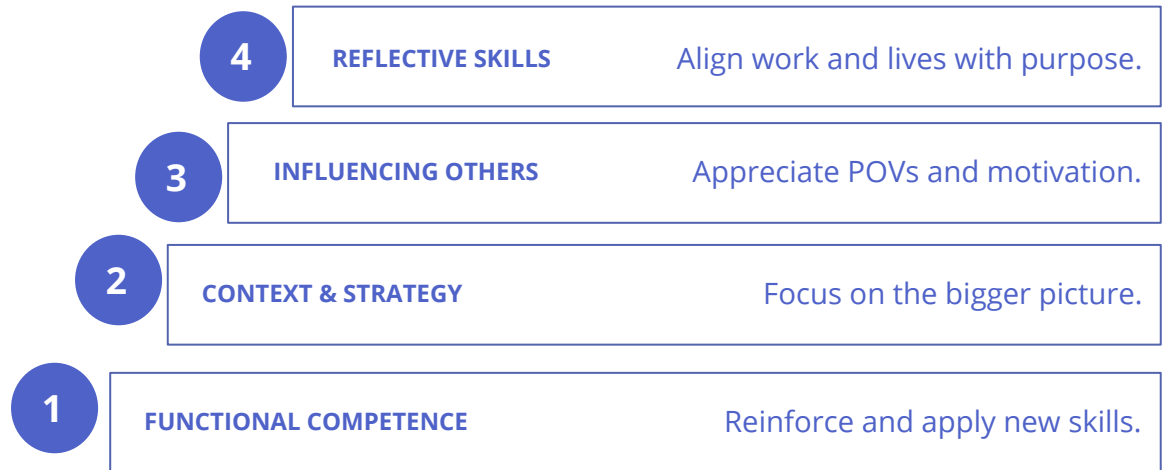 4
REFLECTIVE SKILLS
Align work and lives with purpose.
3
INFLUENCING OTHERS
Appreciate POVs and motivation.
2
CONTEXT & STRATEGY
Focus on the bigger picture.
1
FUNCTIONAL COMPETENCE
Reinforce and apply new skills.